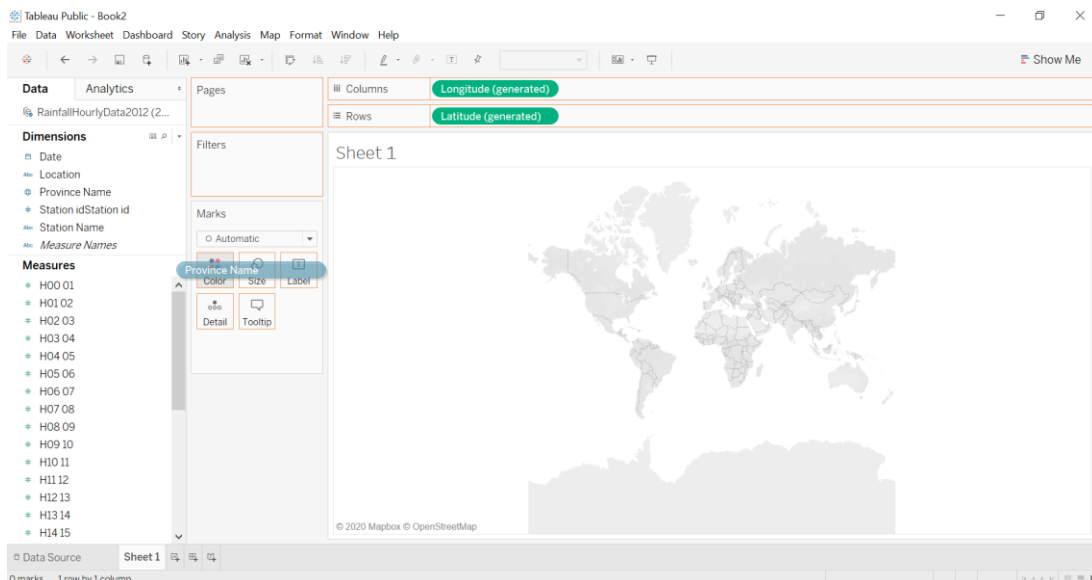 Tableau Public - Book2
File Data Worksheet Dashboard Story Analysis Map Format Window Help
Show Me
Data Analytics
Pages
Columns
Longitude (generated)
RainfallHourlyData2012 (2...
Rows
Latitude (generated)
Dimensions
Filters
Sheet 1
Date
Abc Location
Province Name
Station idStation id
Abc Station Name
Abc Measure Names
Marks
Automatic
Measures
Province Name
Color Size Label
Detail Tooltip
H00 01
H01 02
H02 03
H03 04
H04 05
H05 06
H06 07
H07 08
H08 09
H09 10
H10 11
H11 12
H12 13
H13 14
H14 15
© 2020 Mapbox © OpenStreetMap
Data Source Sheet 1
0 marks 1 row by 1 column